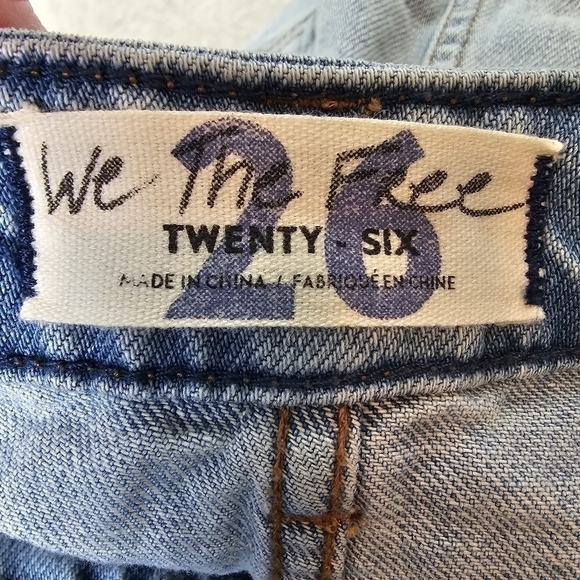 We The Free
26
TWENTY - SIX
MADE IN CHINA / FABRIQUÉ EN CHINE